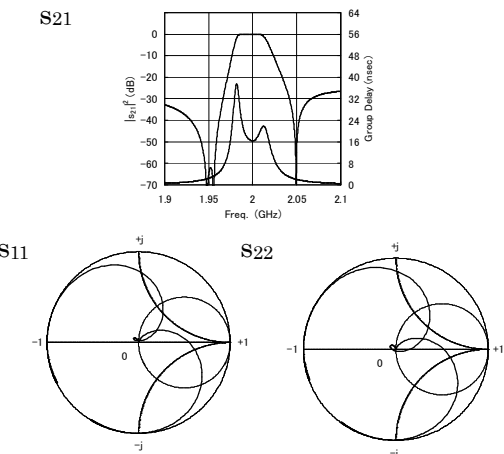 S21
0
-10
-20
-30
-40
-50
-60
-70
|s21|² (dB)
64
56
48
40
32
24
16
8
0
Group Delay (nsec)
1.9 1.95 2 2.05 2.1
Freq. (GHz)
S11
+j
-1
0
+1
-j
S22
+j
-1
0
+1
-j